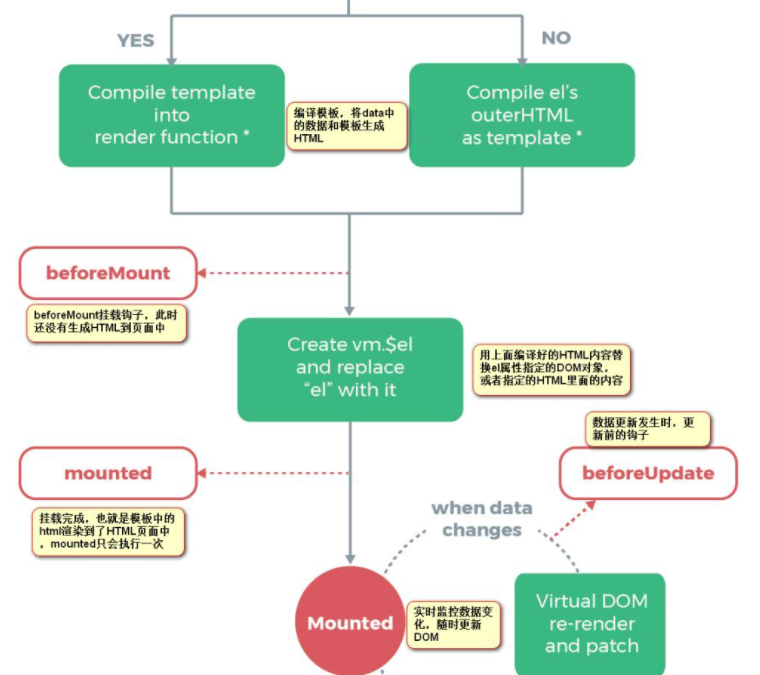 YES
NO
Compile template
into
render function *
编译模板，将data中
的数据和模板生成
HTML
Compile el's
outerHTML
as template *
beforeMount
beforeMount挂载钩子，此时
还没有生成HTML到页面中
Create vm.$el
and replace
“el” with it
用上面编译好的HTML内容替
换el属性指定的DOM对象，
或者指定的HTML里面的内容
数据更新发生时，更
新前的钩子
beforeUpdate
mounted
挂载完成，也就是模板中的
html渲染到了HTML页面中
，mounted只会执行一次
when data
changes
Mounted
实时监控数据变
化，随时更新
DOM
Virtual DOM
re-render
and patch